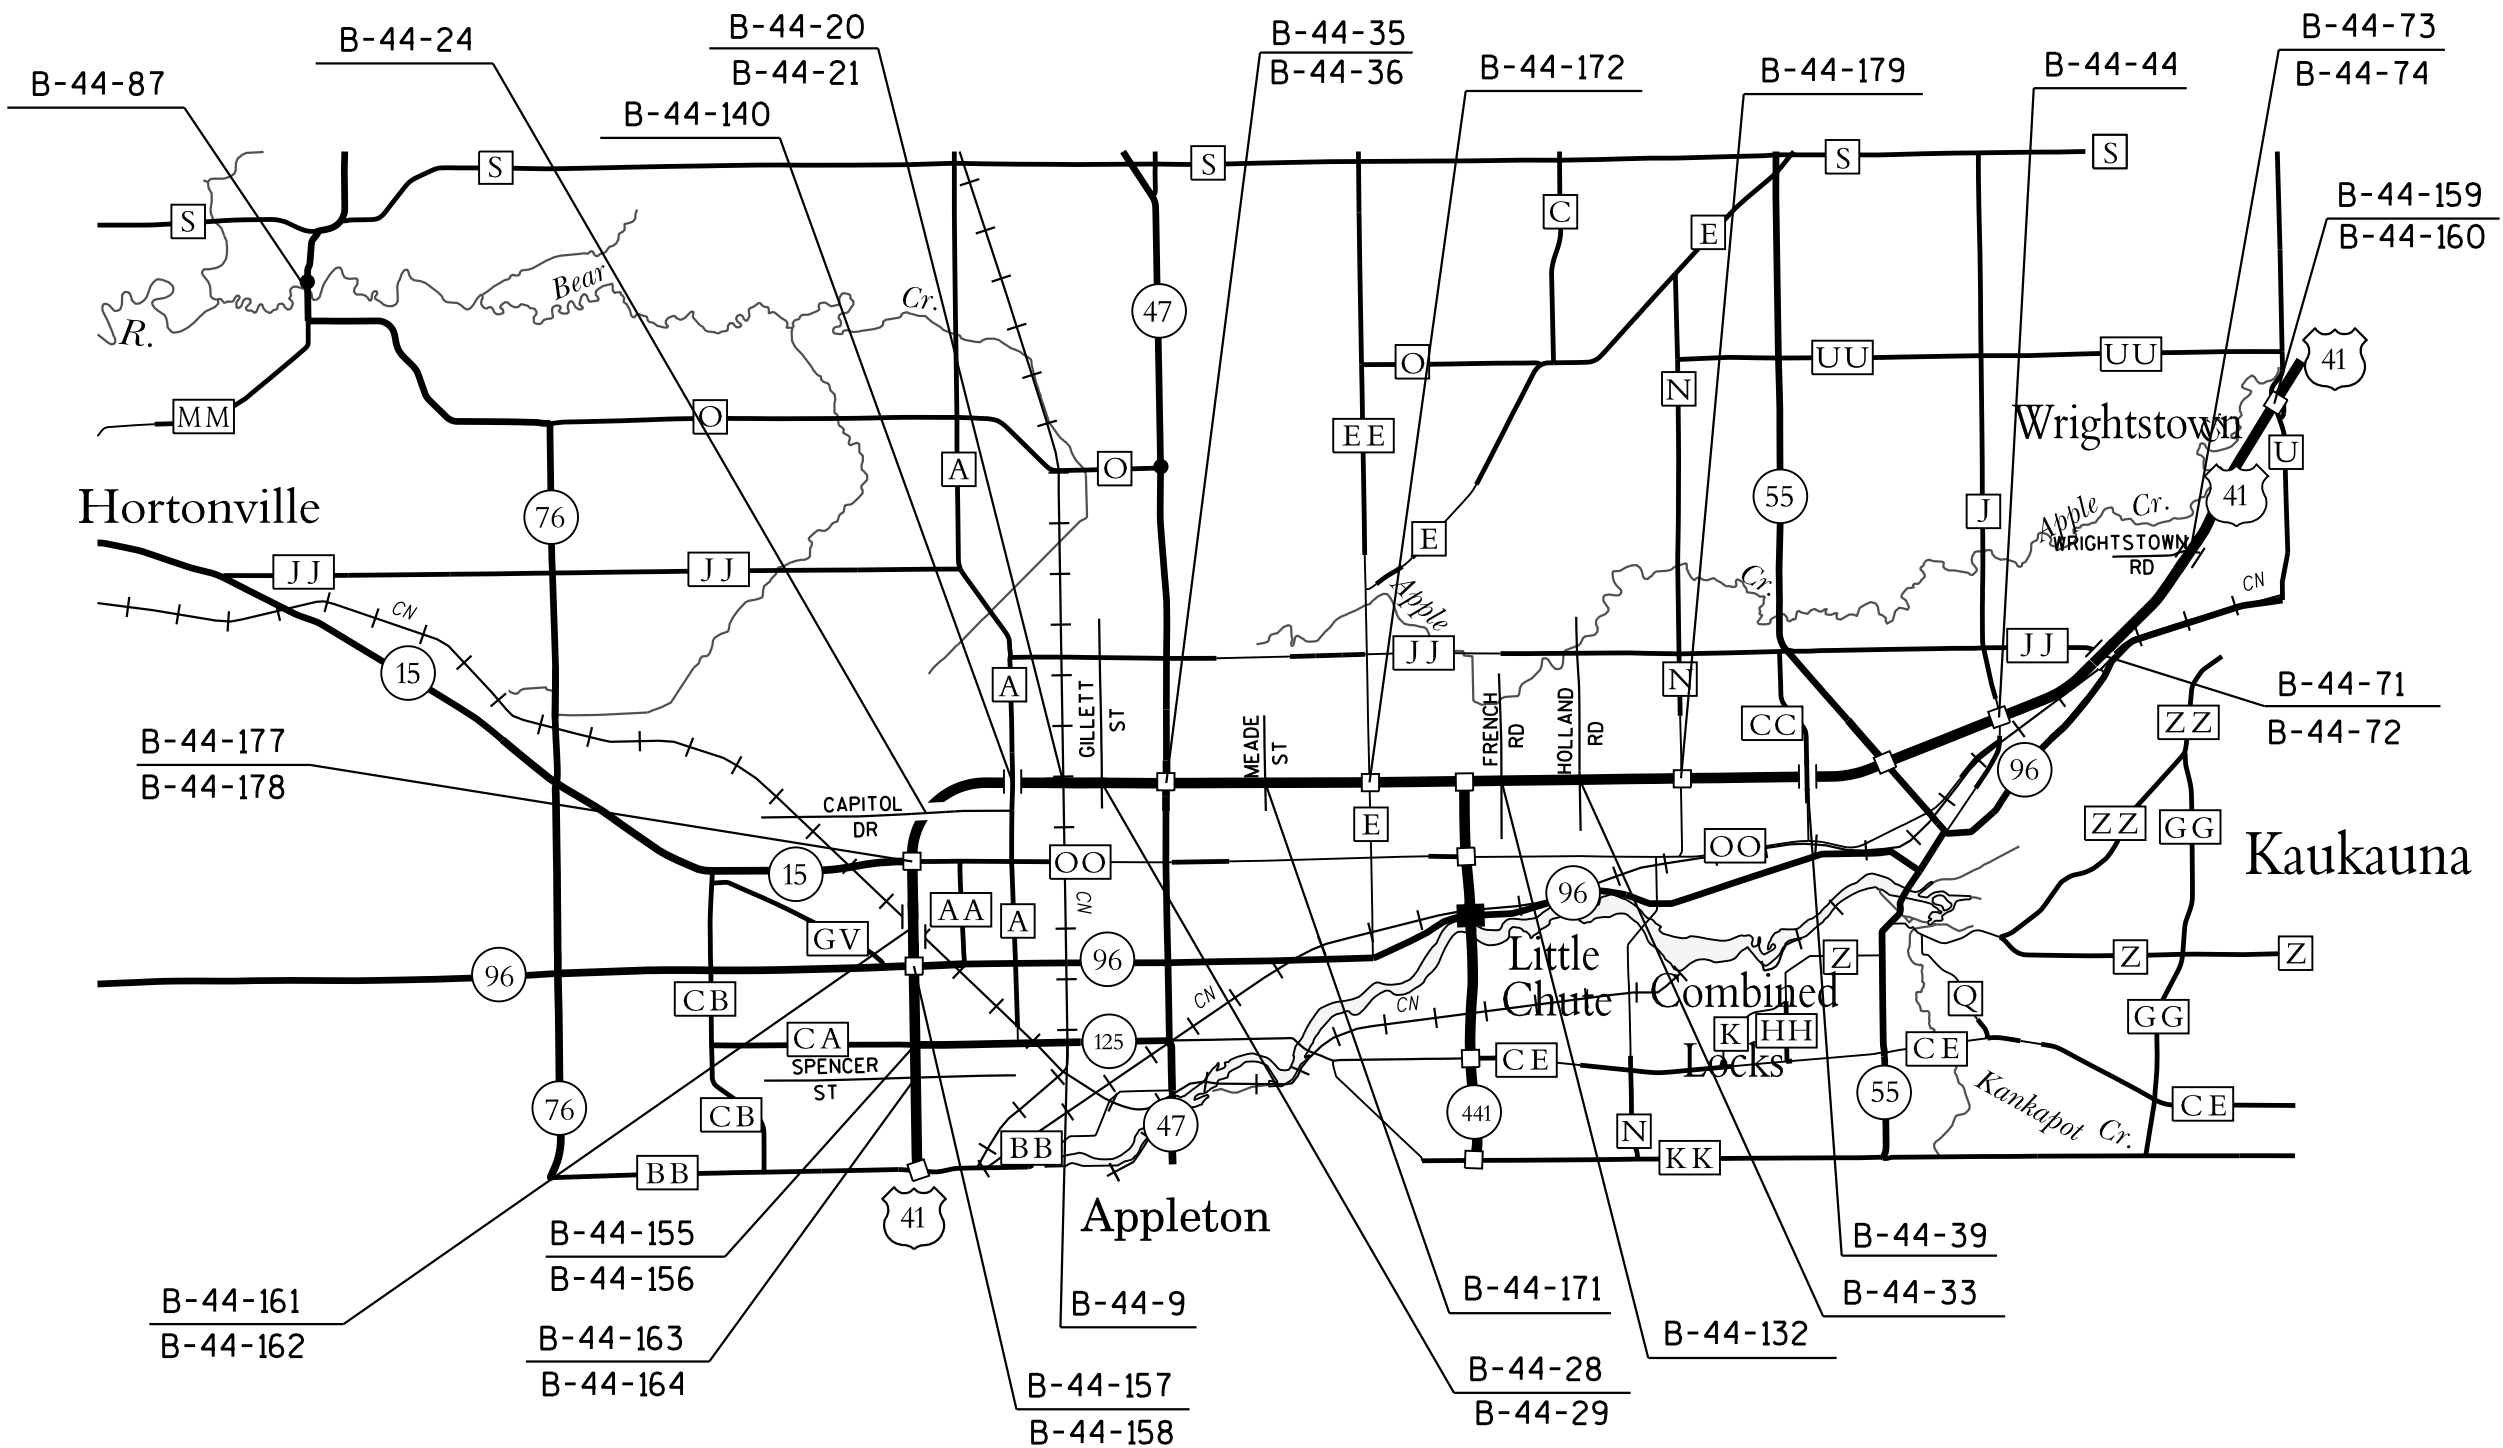 B-44-87
B-44-24
B-44-20
B-44-21
B-44-140
B-44-35
B-44-36
B-44-172
B-44-179
B-44-44
B-44-73
B-44-74
B-44-159
B-44-160
S
S
S
S
S
C
E
R.
Bear
Cr.
47
MM
O
O
O
A
UU
UU
N
EE
41
Wrightstown
U
41
Hortonville
76
55
J
Apple
Cr.
E
WRIGHTSTOWN
RD
JJ
JJ
CN
CN
Apple
Cr.
15
A
GILLETT
ST
JJ
N
JJ
FRENCH
RD
HOLLAND
RD
MEADE
ST
CC
ZZ
B-44-71
B-44-72
B-44-177
B-44-178
96
CAPITOL
DR
E
ZZ
GG
15
OO
OO
Kaukauna
AA
A
CN
96
GV
96
96
CB
CN
Little
Chute
CN
Combined
Locks
Z
Z
Z
Q
K
HH
GG
CA
125
SPENCER
ST
CE
CE
CE
76
CB
47
441
55
Kankapot
Cr.
N
BB
BB
KK
41
Appleton
B-44-155
B-44-156
B-44-39
B-44-161
B-44-162
B-44-9
B-44-171
B-44-33
B-44-163
B-44-164
B-44-132
B-44-157
B-44-158
B-44-28
B-44-29